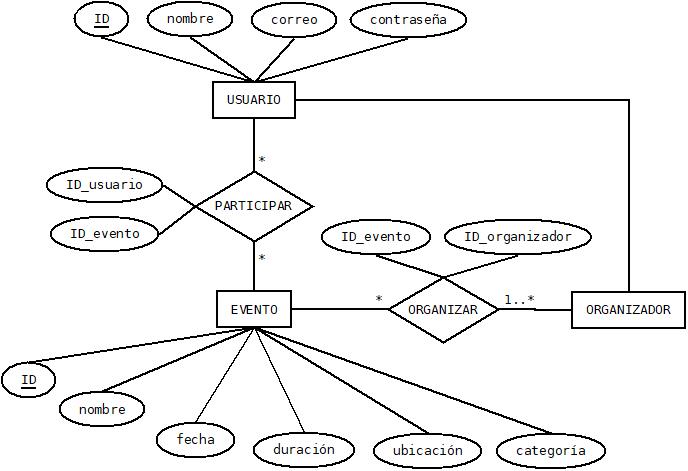 ID
nombre
correo
contraseña
USUARIO
*
ID_usuario
PARTICIPAR
ID_evento
*
ID_evento
ID_organizador
EVENTO
*
ORGANIZAR
1..*
ORGANIZADOR
ID
nombre
fecha
duración
ubicación
categoría